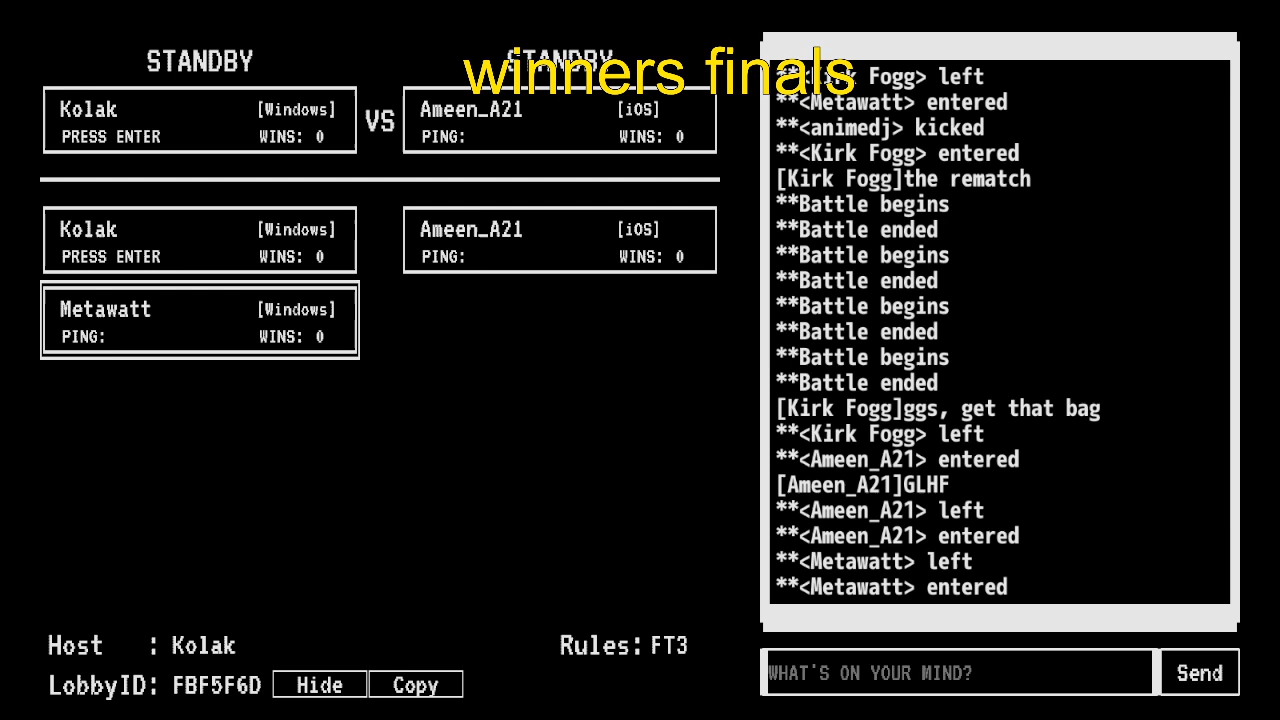 winners finals
STANDBY
STANDBY
Kolak [Windows]
PRESS ENTER WINS: 0
VS
Ameen_A21 [iOS]
PING: WINS: 0
Kolak [Windows]
PRESS ENTER WINS: 0
Ameen_A21 [iOS]
PING: WINS: 0
Metawatt [Windows]
PING: WINS: 0
Host : Kolak
Rules: FT3
LobbyID: FBF5F6D Hide Copy
**<Kirk Fogg> left
**<Metawatt> entered
**<animedj> kicked
**<Kirk Fogg> entered
[Kirk Fogg]the rematch
**Battle begins
**Battle ended
**Battle begins
**Battle ended
**Battle begins
**Battle ended
**Battle begins
**Battle ended
[Kirk Fogg]ggs, get that bag
**<Kirk Fogg> left
**<Ameen_A21> entered
[Ameen_A21]GLHF
**<Ameen_A21> left
**<Ameen_A21> entered
**<Metawatt> left
**<Metawatt> entered
WHAT'S ON YOUR MIND? Send